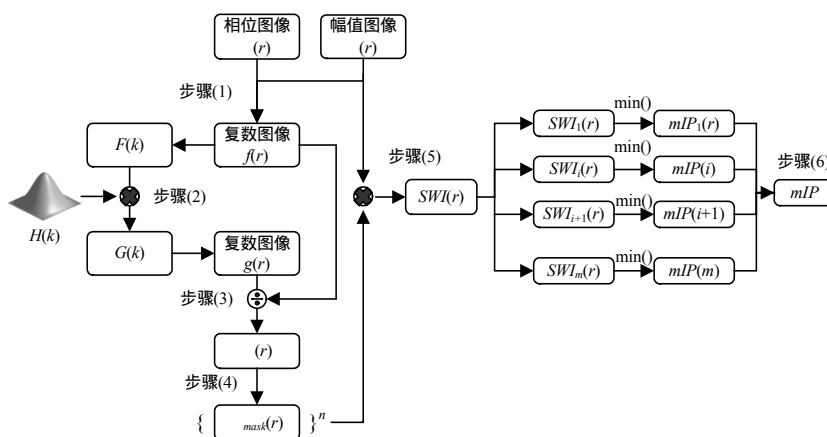 相位图像
(r)
幅值图像
(r)
步骤(1)
F(k)
复数图像
f(r)
步骤(2)
H(k)
G(k)
复数图像
g(r)
步骤(3)
÷
(r)
步骤(4)
{ mask(r) }n
步骤(5)
SWI(r)
SWI1(r)
min()
mIP1(r)
SWIi(r)
min()
mIP(i)
SWIi+1(r)
min()
mIP(i+1)
SWIm(r)
min()
mIP(m)
步骤(6)
mIP